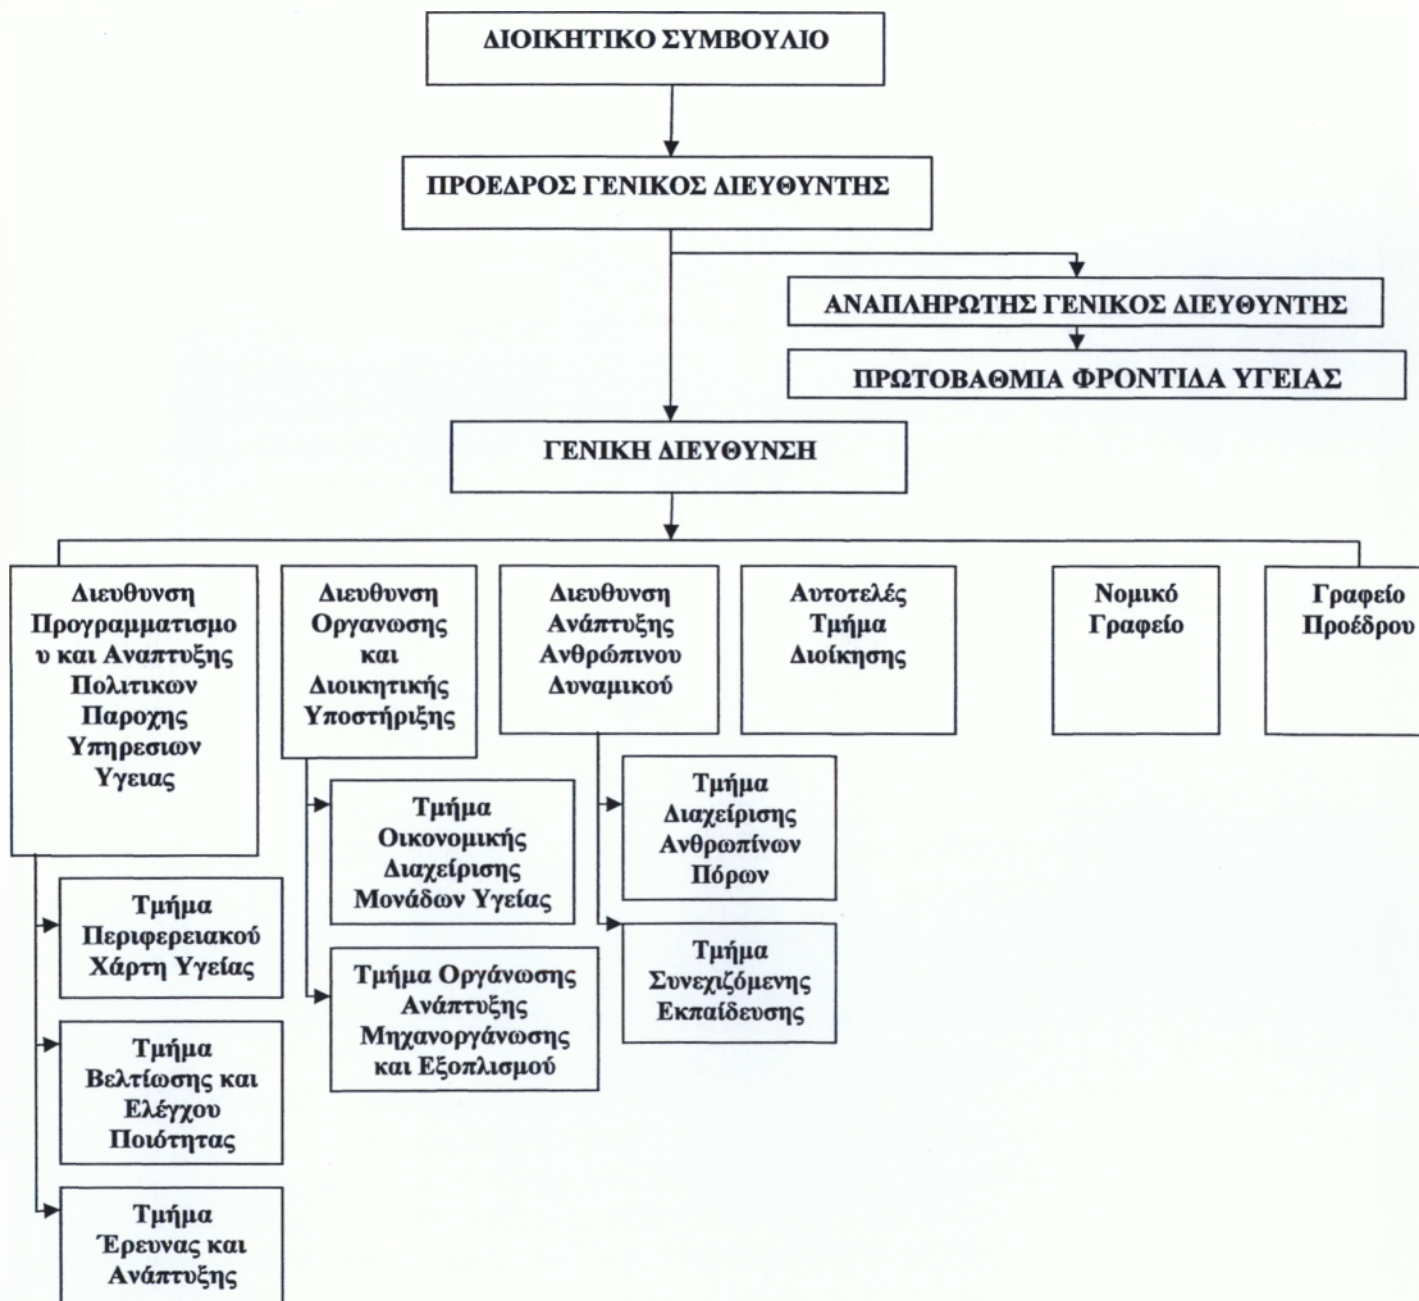 ΔΙΟΙΚΗΤΙΚΟ ΣΥΜΒΟΥΛΙΟ
ΠΡΟΕΔΡΟΣ ΓΕΝΙΚΟΣ ΔΙΕΥΘΥΝΤΗΣ
ΑΝΑΠΛΗΡΩΤΗΣ ΓΕΝΙΚΟΣ ΔΙΕΥΘΥΝΤΗΣ
ΠΡΩΤΟΒΑΘΜΙΑ ΦΡΟΝΤΙΔΑ ΥΓΕΙΑΣ
ΓΕΝΙΚΗ ΔΙΕΥΘΥΝΣΗ
Διευθυνση
Προγραμματισμο
υ και Αναπτυξης
Πολιτικων
Παροχης
Υπηρεσιων
Υγειας
Διευθυνση
Οργανωσης
και
Διοικητικής
Υποστήριξης
Διευθυνση
Ανάπτυξης
Ανθρώπινου
Δυναμικού
Αυτοτελές
Τμήμα
Διοίκησης
Νομικό
Γραφείο
Γραφείο
Προέδρου
Τμήμα
Περιφερειακού
Χάρτη Υγείας
Τμήμα
Βελτίωσης και
Ελέγχου
Ποιότητας
Τμήμα
Έρευνας και
Ανάπτυξης
Τμήμα
Οικονομικής
Διαχείρισης
Μονάδων Υγείας
Τμήμα Οργάνωσης
Ανάπτυξης
Μηχανοργάνωσης
και Εξοπλισμού
Τμήμα
Διαχείρισης
Ανθρωπίνων
Πόρων
Τμήμα
Συνεχιζόμενης
Εκπαίδευσης